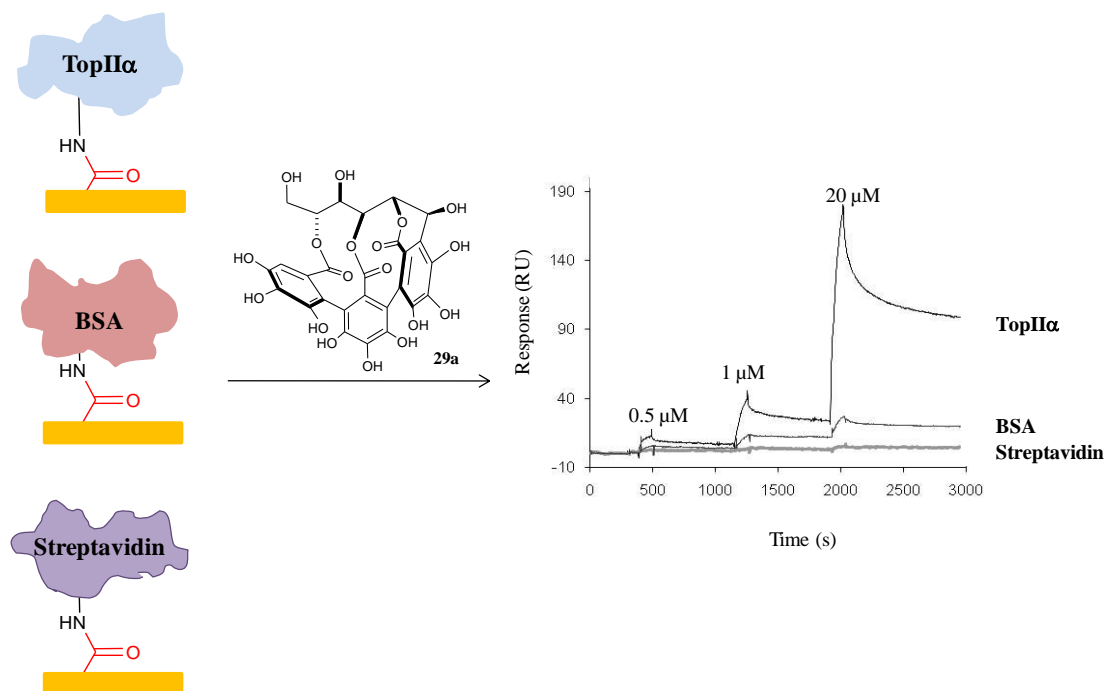 TopIIα
HN
O
BSA
HN
O
Streptavidin
HN
O
OH
OH
HO
OH
O
O
O
O
O
O
HO
HO
HO
OH
OH
OH
OH
HO
OH
OH
29a
Response (RU)
190
140
90
40
-10
0
500
1000
1500
2000
2500
3000
Time (s)
0.5 µM
1 µM
20 µM
TopIIα
BSA
Streptavidin